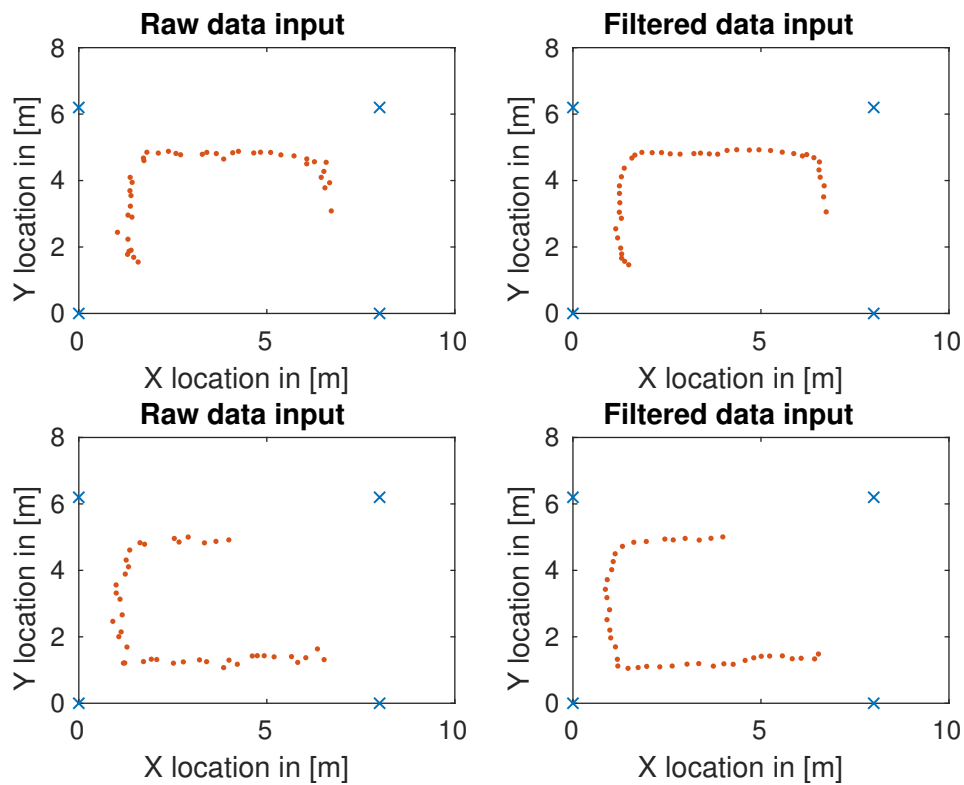 Raw data input
8
6
4
2
0
0
5
10
Y location in [m]
X location in [m]
Filtered data input
8
6
4
2
0
0
5
10
Y location in [m]
X location in [m]
Raw data input
8
6
4
2
0
0
5
10
Y location in [m]
X location in [m]
Filtered data input
8
6
4
2
0
0
5
10
Y location in [m]
X location in [m]